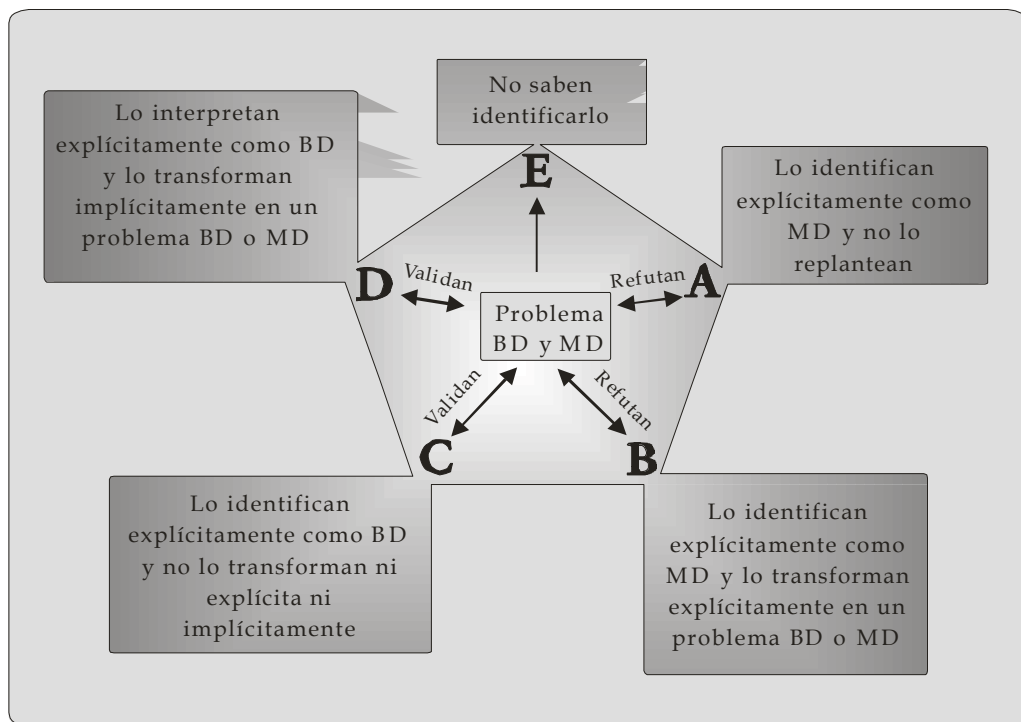 No saben
identificarlo
Lo interpretan
explícitamente como BD
y lo transforman
implícitamente en un
problema BD o MD
E
Lo identifican
explícitamente como
MD y no lo
replantean
D
Validan
Refutan
A
Problema
BD y MD
Validan
Refutan
C
B
Lo identifican
explícitamente como BD
y no lo transforman ni
explícita ni
implícitamente
Lo identifican
explícitamente como
MD y lo transforman
explícitamente en un
problema BD o MD